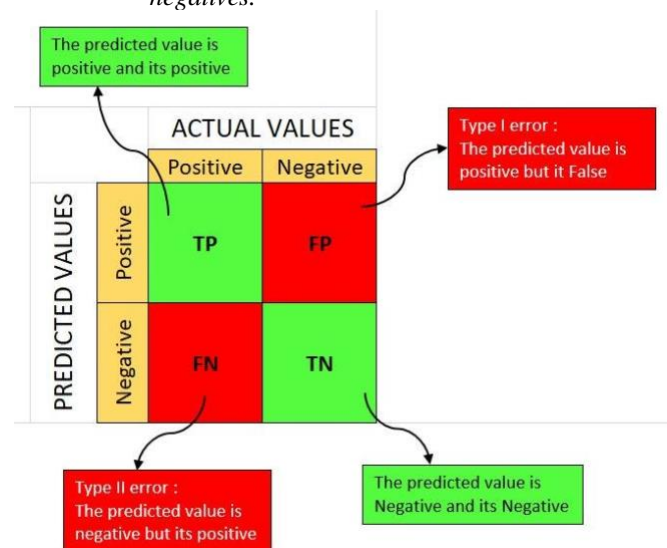 negatives.
The predicted value is
positive and its positive
ACTUAL VALUES
Positive Negative
Type I error :
The predicted value is
positive but it False
PREDICTED VALUES
Positive
TP FP
Negative
FN TN
Type II error :
The predicted value is
negative but its positive
The predicted value is
Negative and its Negative